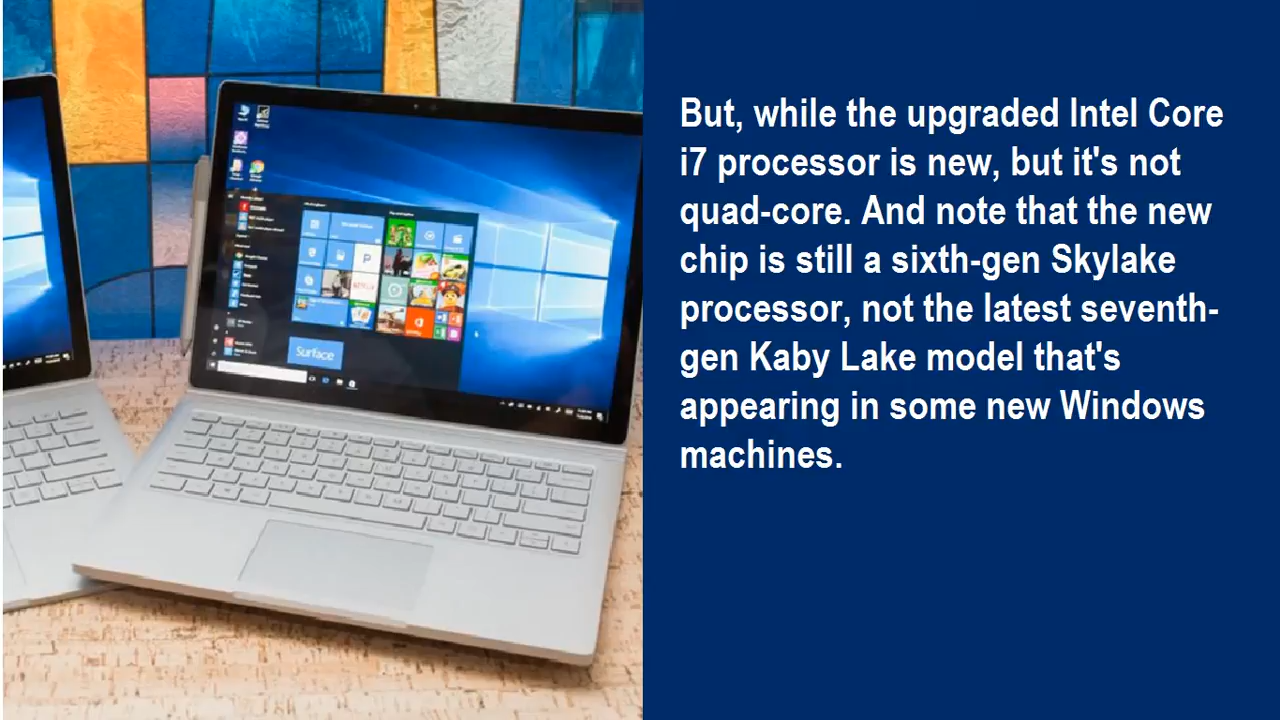 But, while the upgraded Intel Core
i7 processor is new, but it's not
quad-core. And note that the new
chip is still a sixth-gen Skylake
processor, not the latest seventh-
gen Kaby Lake model that's
appearing in some new Windows
machines.
Surface